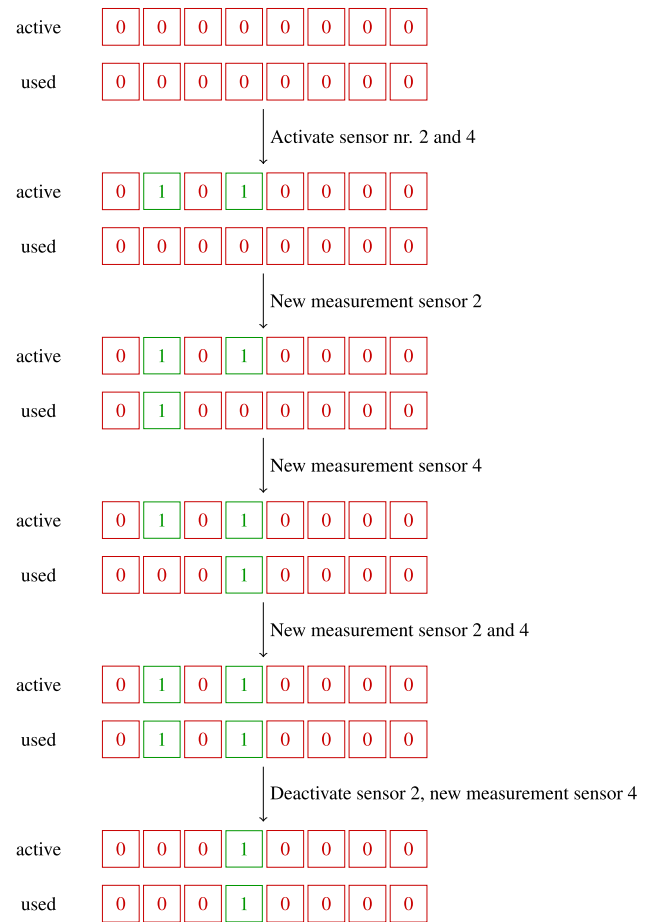 active 0 0 0 0 0 0 0 0
used 0 0 0 0 0 0 0 0
Activate sensor nr. 2 and 4
active 0 1 0 1 0 0 0 0
used 0 0 0 0 0 0 0 0
New measurement sensor 2
active 0 1 0 1 0 0 0 0
used 0 1 0 0 0 0 0 0
New measurement sensor 4
active 0 1 0 1 0 0 0 0
used 0 0 0 1 0 0 0 0
New measurement sensor 2 and 4
active 0 1 0 1 0 0 0 0
used 0 1 0 1 0 0 0 0
Deactivate sensor 2, new measurement sensor 4
active 0 0 0 1 0 0 0 0
used 0 0 0 1 0 0 0 0